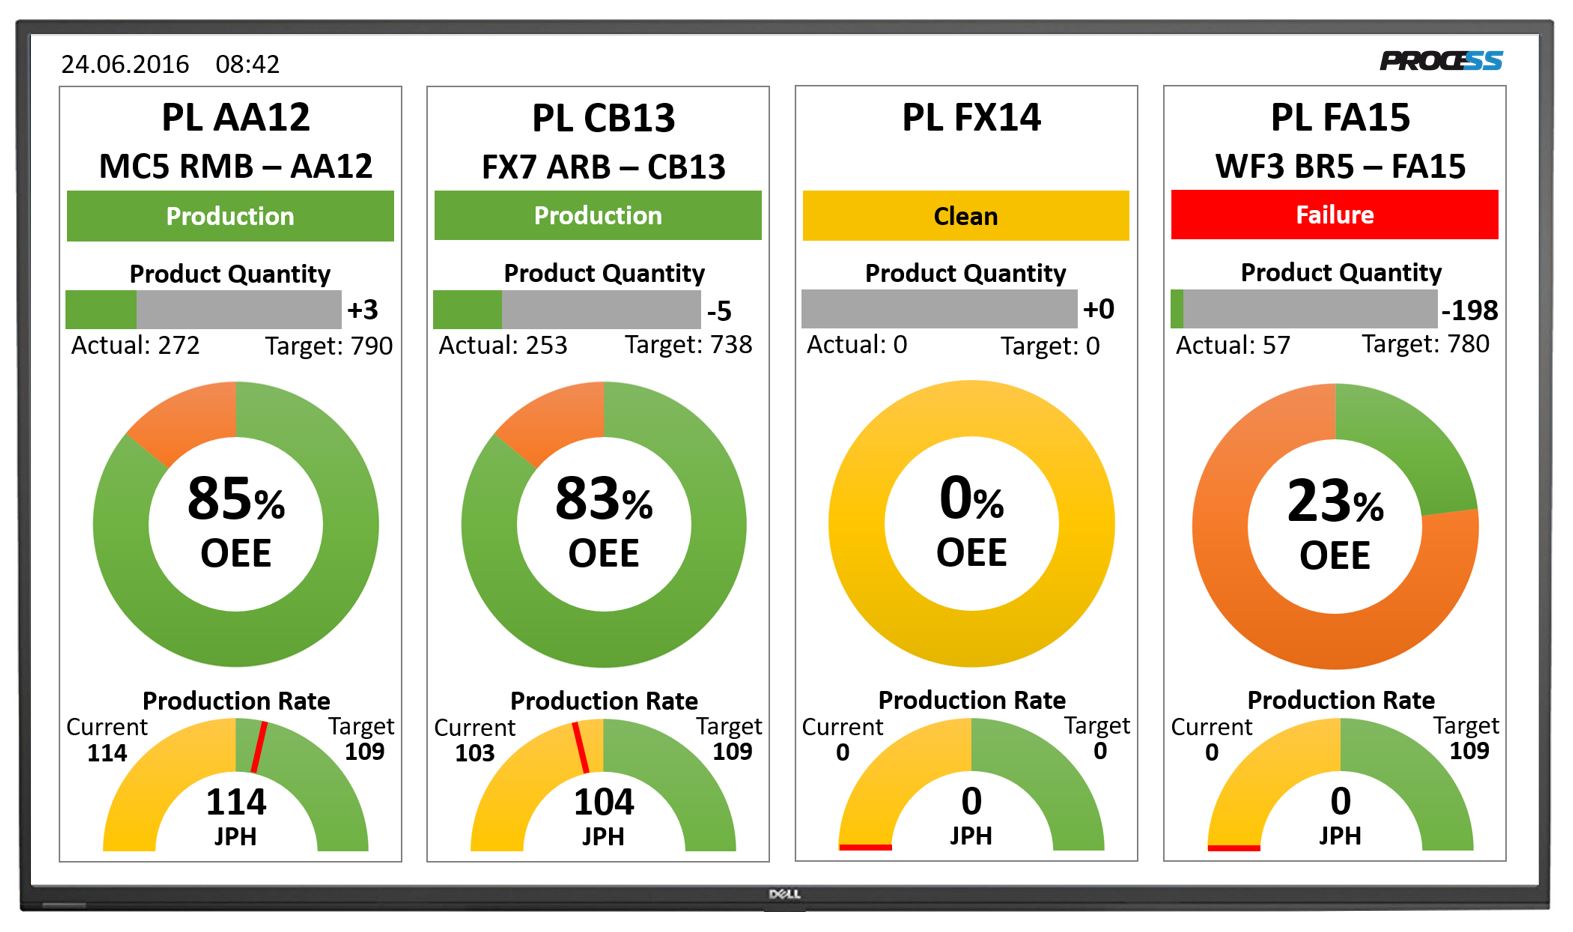 24.06.2016 08:42
PROCESS
PL AA12
MC5 RMB – AA12
Production
Product Quantity
+3
Actual: 272 Target: 790
85%
OEE
Production Rate
Current Target
114 109
114
JPH
PL CB13
FX7 ARB – CB13
Production
Product Quantity
-5
Actual: 253 Target: 738
83%
OEE
Production Rate
Current Target
103 109
104
JPH
PL FX14
Clean
Product Quantity
+0
Actual: 0 Target: 0
0%
OEE
Production Rate
Current Target
0 0
0
JPH
PL FA15
WF3 BR5 – FA15
Failure
Product Quantity
-198
Actual: 57 Target: 780
23%
OEE
Production Rate
Current Target
0 109
0
JPH
DELL